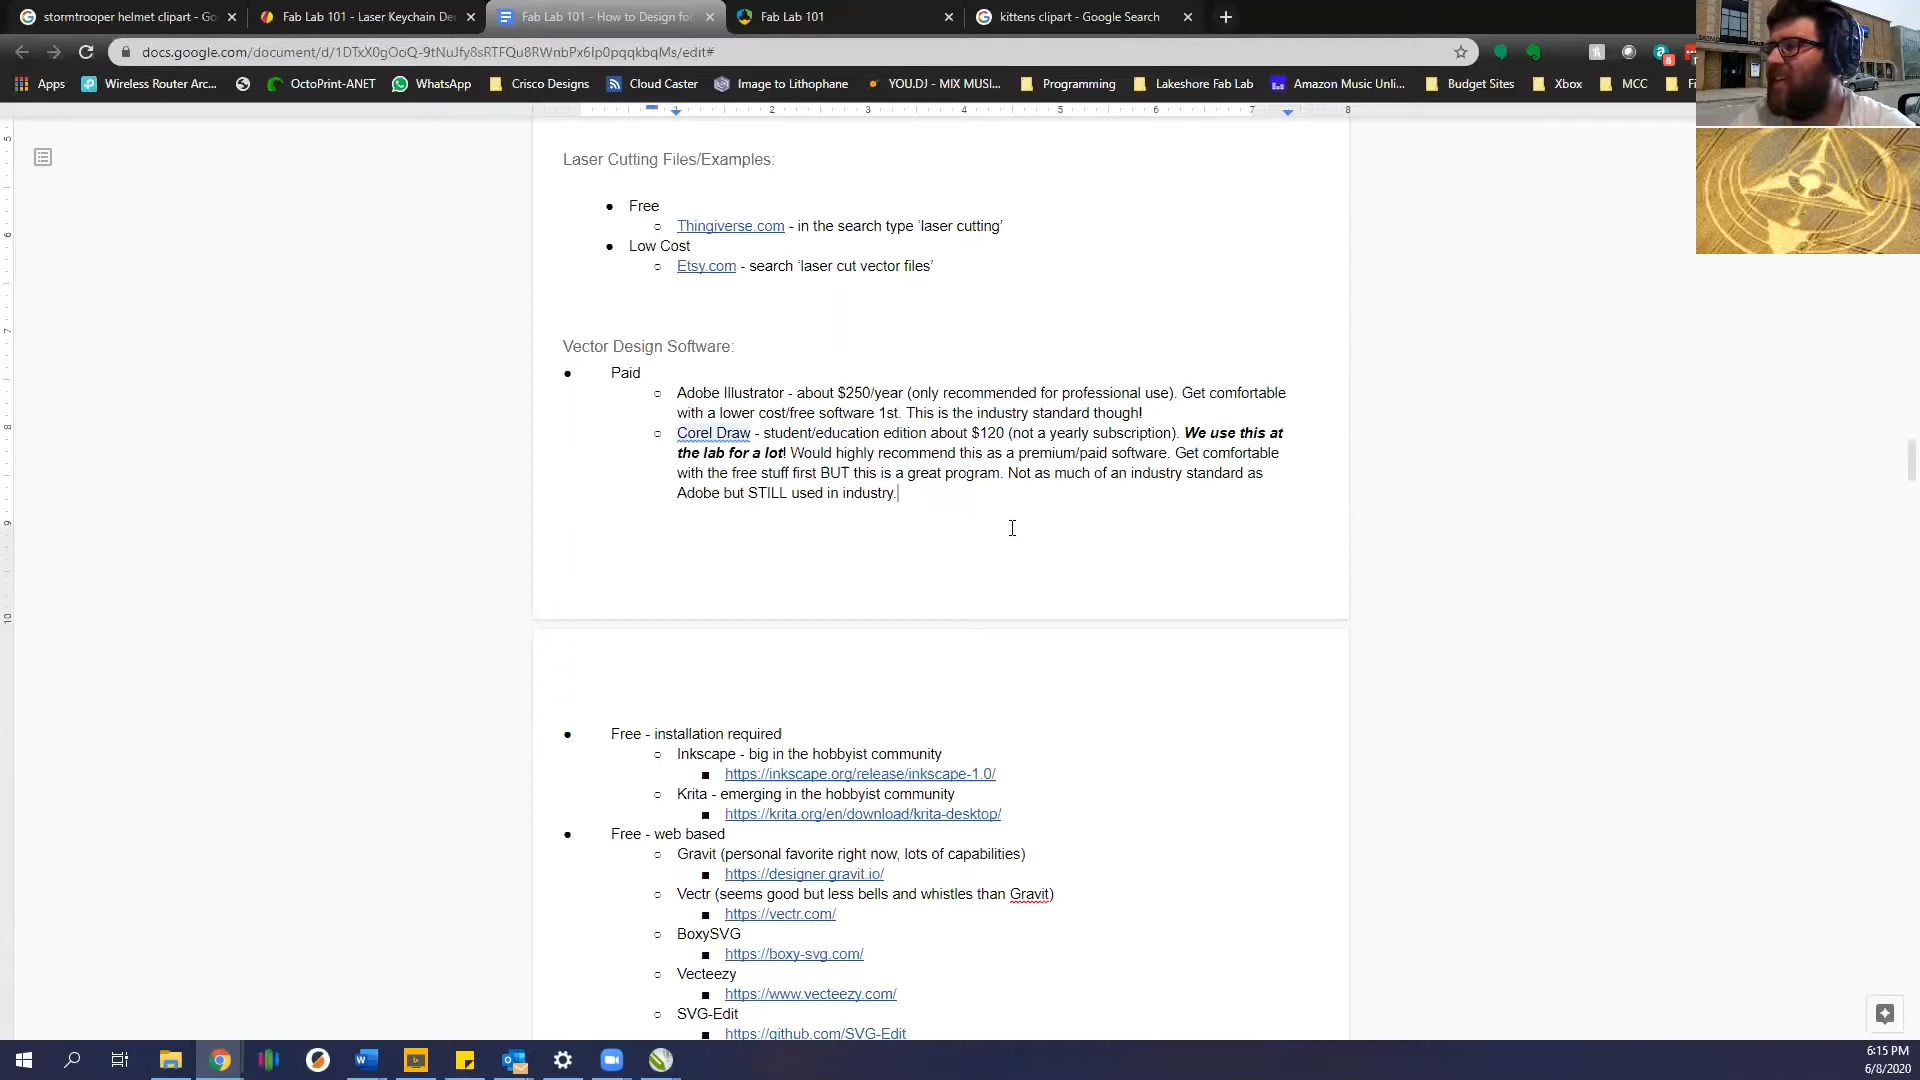 stormtrooper helmet clipart - Go
Fab Lab 101 - Laser Keychain De
Fab Lab 101 - How to Design for
Fab Lab 101
kittens clipart - Google Search
docs.google.com/document/d/1DTxX0gOoQ-9tNuJfy8sRTFQu8RWnbPx6Ip0pqqkbqMs/edit#
8
Apps
Wireless Router Arc...
OctoPrint-ANET
WhatsApp
Crisco Designs
Cloud Caster
Image to Lithophane
YOU.DJ - MIX MUSI...
Programming
Lakeshore Fab Lab
Amazon Music Unli...
Budget Sites
Xbox
MCC
1 2 3 4 5 6 7 8
Laser Cutting Files/Examples:
● Free
○ Thingiverse.com - in the search type ‘laser cutting’
● Low Cost
○ Etsy.com - search ‘laser cut vector files’
Vector Design Software:
● Paid
○ Adobe Illustrator - about $250/year (only recommended for professional use). Get comfortable
with a lower cost/free software 1st. This is the industry standard though!
○ Corel Draw - student/education edition about $120 (not a yearly subscription). We use this at
the lab for a lot! Would highly recommend this as a premium/paid software. Get comfortable
with the free stuff first BUT this is a great program. Not as much of an industry standard as
Adobe but STILL used in industry.
● Free - installation required
○ Inkscape - big in the hobbyist community
■ https://inkscape.org/release/inkscape-1.0/
○ Krita - emerging in the hobbyist community
■ https://krita.org/en/download/krita-desktop/
● Free - web based
○ Gravit (personal favorite right now, lots of capabilities)
■ https://designer.gravit.io/
○ Vectr (seems good but less bells and whistles than Gravit)
■ https://vectr.com/
○ BoxySVG
■ https://boxy-svg.com/
○ Vecteezy
■ https://www.vecteezy.com/
○ SVG-Edit
■ https://github.com/SVG-Edit
6:15 PM
6/8/2020